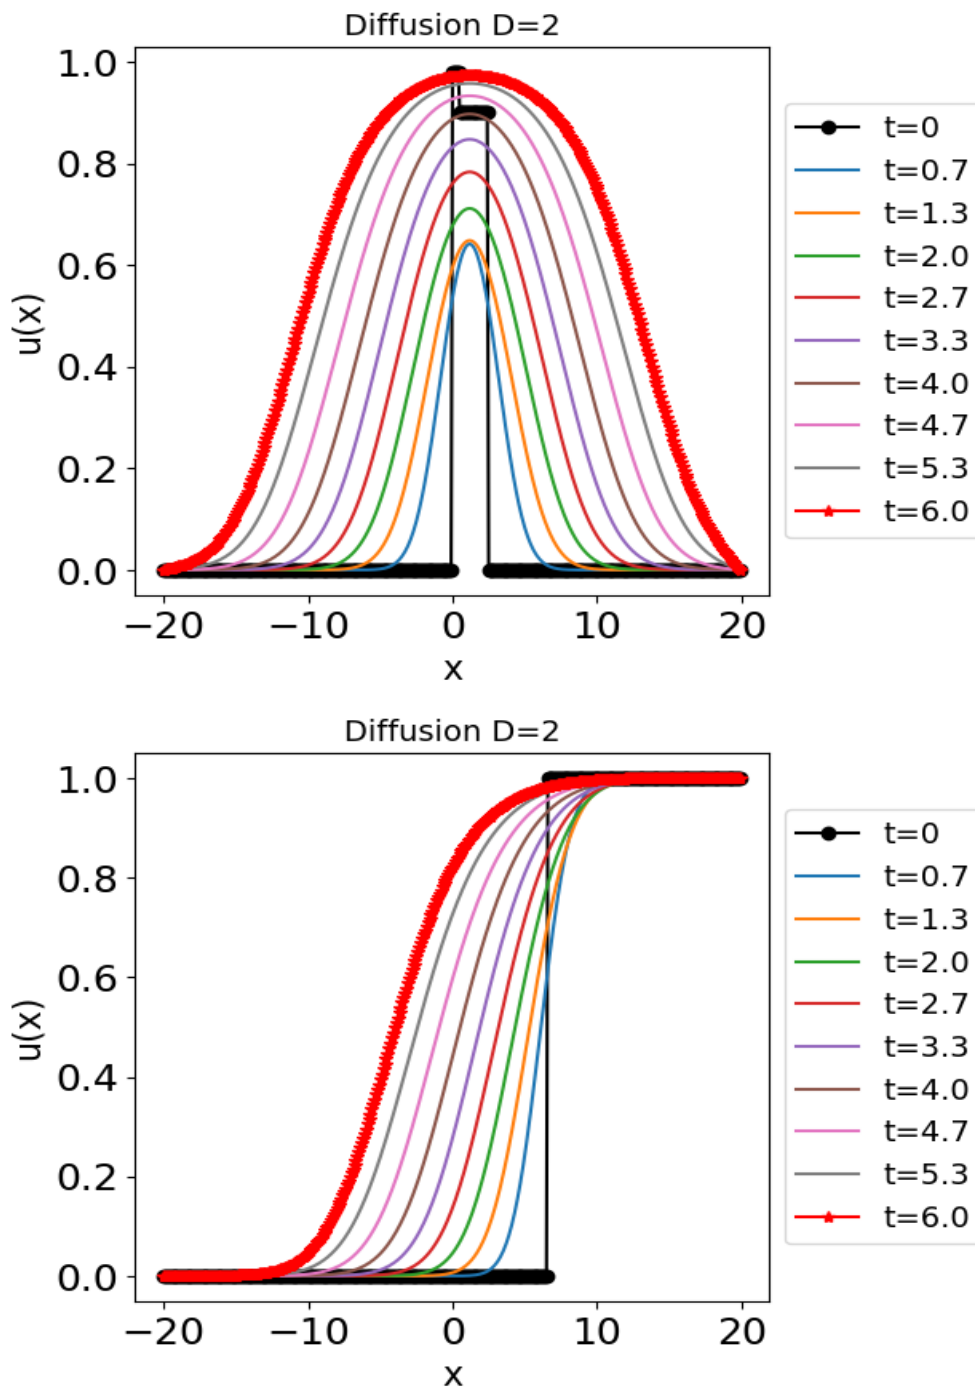 Diffusion D=2
1.0
0.8
0.6
0.4
0.2
0.0
u(x)
−20 −10 0 10 20
x
t=0
t=0.7
t=1.3
t=2.0
t=2.7
t=3.3
t=4.0
t=4.7
t=5.3
t=6.0
Diffusion D=2
1.0
0.8
0.6
0.4
0.2
0.0
u(x)
−20 −10 0 10 20
x
t=0
t=0.7
t=1.3
t=2.0
t=2.7
t=3.3
t=4.0
t=4.7
t=5.3
t=6.0